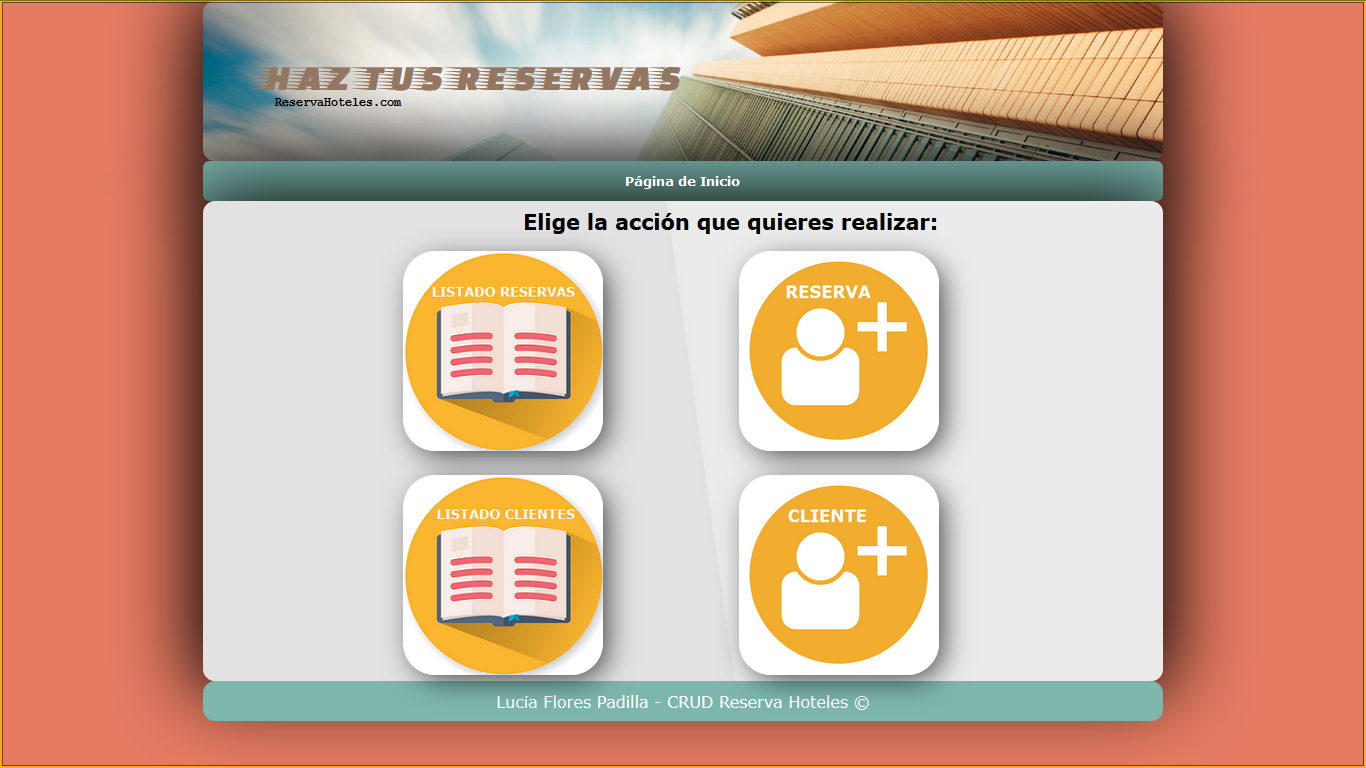 HAZ TUS RESERVAS
ReservaHoteles.com
Página de Inicio
Elige la acción que quieres realizar:
LISTADO RESERVAS
RESERVA
LISTADO CLIENTES
CLIENTE
Lucía Flores Padilla - CRUD Reserva Hoteles ©